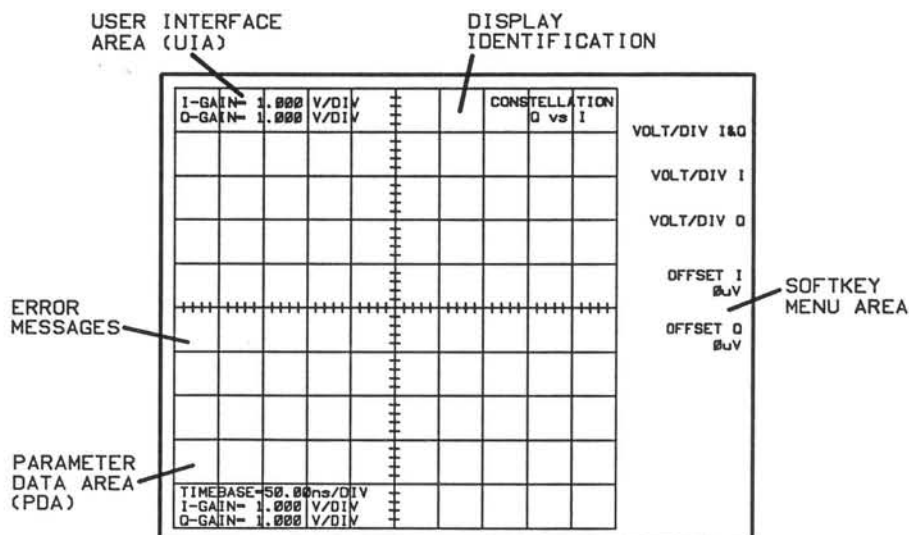 USER INTERFACE
AREA (UIA)
DISPLAY
IDENTIFICATION
I-GAIN= 1.000 V/DIV
Q-GAIN= 1.000 V/DIV
CONSTELLATION
Q vs I
VOLT/DIV I&Q
VOLT/DIV I
VOLT/DIV Q
OFFSET I
0uV
OFFSET Q
0uV
SOFTKEY
MENU AREA
ERROR
MESSAGES
PARAMETER
DATA AREA
(PDA)
TIMEBASE=50.00ns/DIV
I-GAIN= 1.000 V/DIV
Q-GAIN= 1.000 V/DIV